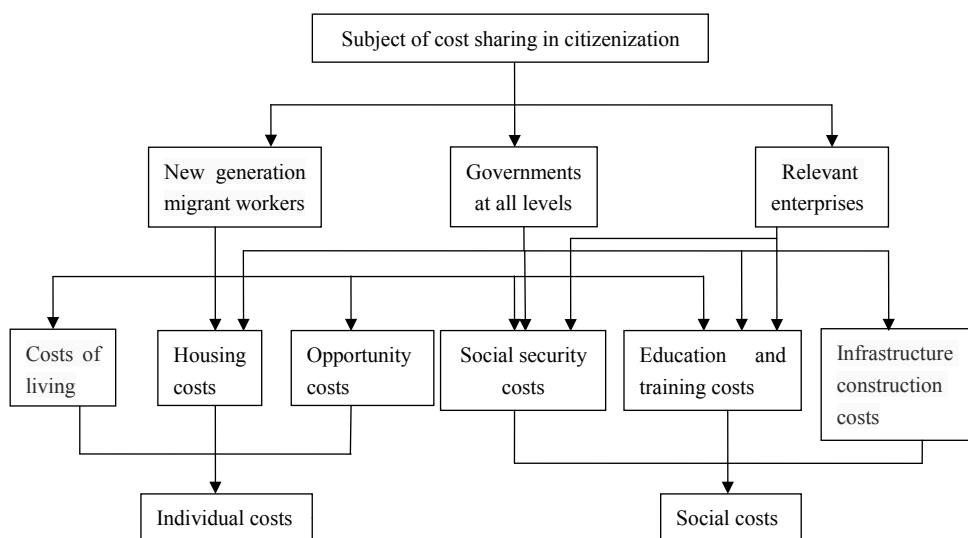 Subject of cost sharing in citizenization
New generation
migrant workers
Governments
at all levels
Relevant
enterprises
Costs of
living
Housing
costs
Opportunity
costs
Social security
costs
Education and
training costs
Infrastructure
construction
costs
Individual costs
Social costs